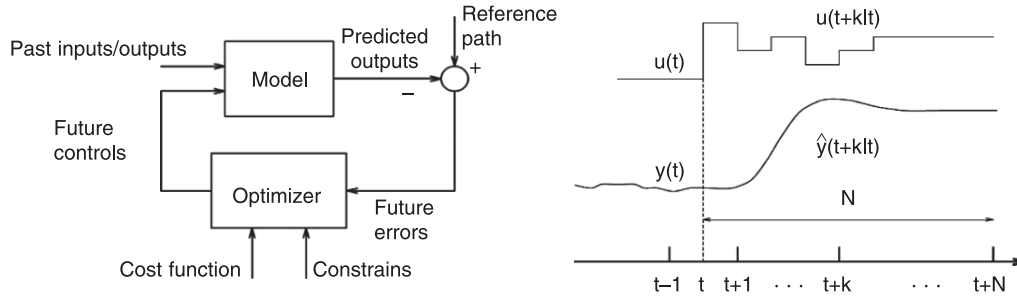 Past inputs/outputs
Model
Predicted
outputs
Reference
path
+
−
Future
controls
Optimizer
Future
errors
Cost function
Constrains
u(t)
u(t+k|t)
y(t)
ŷ(t+k|t)
N
t−1 t t+1 · · · t+k · · · t+N